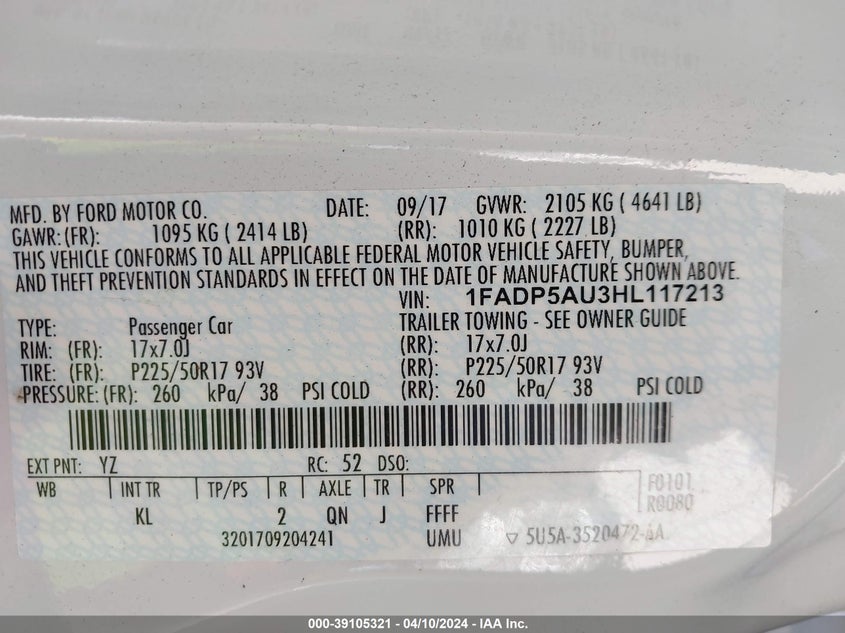 MFD. BY FORD MOTOR CO. DATE: 09/17 GVWR: 2105 KG ( 4641 LB)
GAWR:(FR): 1095 KG ( 2414 LB) (RR): 1010 KG ( 2227 LB)
THIS VEHICLE CONFORMS TO ALL APPLICABLE FEDERAL MOTOR VEHICLE SAFETY, BUMPER,
AND THEFT PREVENTION STANDARDS IN EFFECT ON THE DATE OF MANUFACTURE SHOWN ABOVE.
VIN: 1FADP5AU3HL117213
TYPE: Passenger Car TRAILER TOWING - SEE OWNER GUIDE
RIM: (FR): 17x7.0J (RR): 17x7.0J
TIRE: (FR): P225/50R17 93V (RR): P225/50R17 93V
PRESSURE: (FR): 260 kPa/ 38 PSI COLD (RR): 260 kPa/ 38 PSI COLD
EXT PNT: YZ RC: 52 DSO:
WB INT TR TP/PS R AXLE TR SPR F0101
R0080
KL 2 QN J FFFF
3201709204241 UMU ▽ 5U5A-3520472-AA
000-39105321 - 04/10/2024 - IAA Inc.